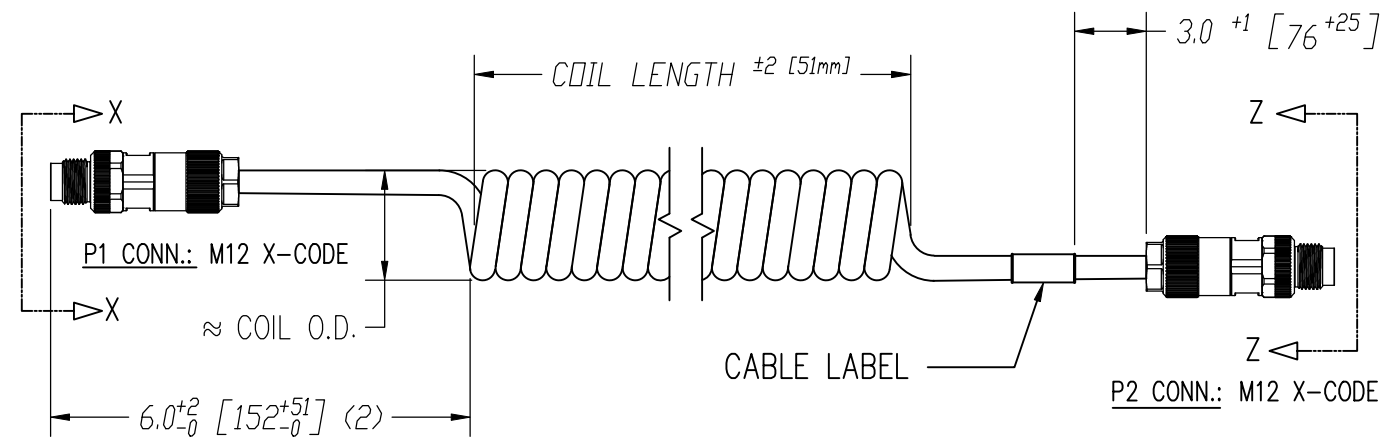 3.0 +1 [76 +25]
COIL LENGTH ±2 [51mm]
X
Z
P1 CONN.: M12 X-CODE
X
≈ COIL O.D.
Z
CABLE LABEL
P2 CONN.: M12 X-CODE
6.0 +2 -0 [152 +51 -0] (2)